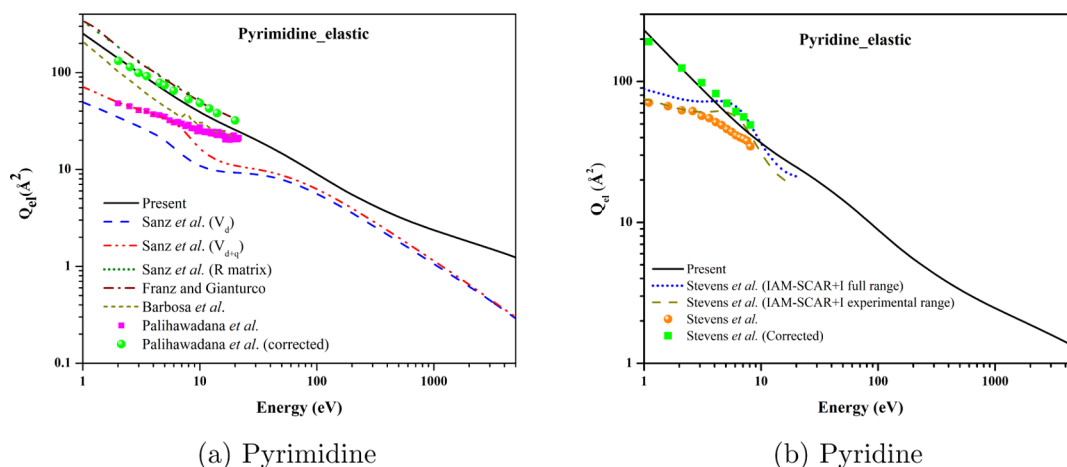 Pyrimidine_elastic
100
10
1
0.1
Q_el(Å²)
Present
Sanz et al. (V_d)
Sanz et al. (V_d+q)
Sanz et al. (R matrix)
Franz and Gianturco
Barbosa et al.
Palihawadana et al.
Palihawadana et al. (corrected)
1 10 100 1000
Energy (eV)
(a) Pyrimidine
Pyridine_elastic
100
10
1
Q_el (Å²)
Present
Stevens et al. (IAM-SCAR+I full range)
Stevens et al. (IAM-SCAR+I experimental range)
Stevens et al.
Stevens et al. (Corrected)
1 10 100 1000
Energy (eV)
(b) Pyridine